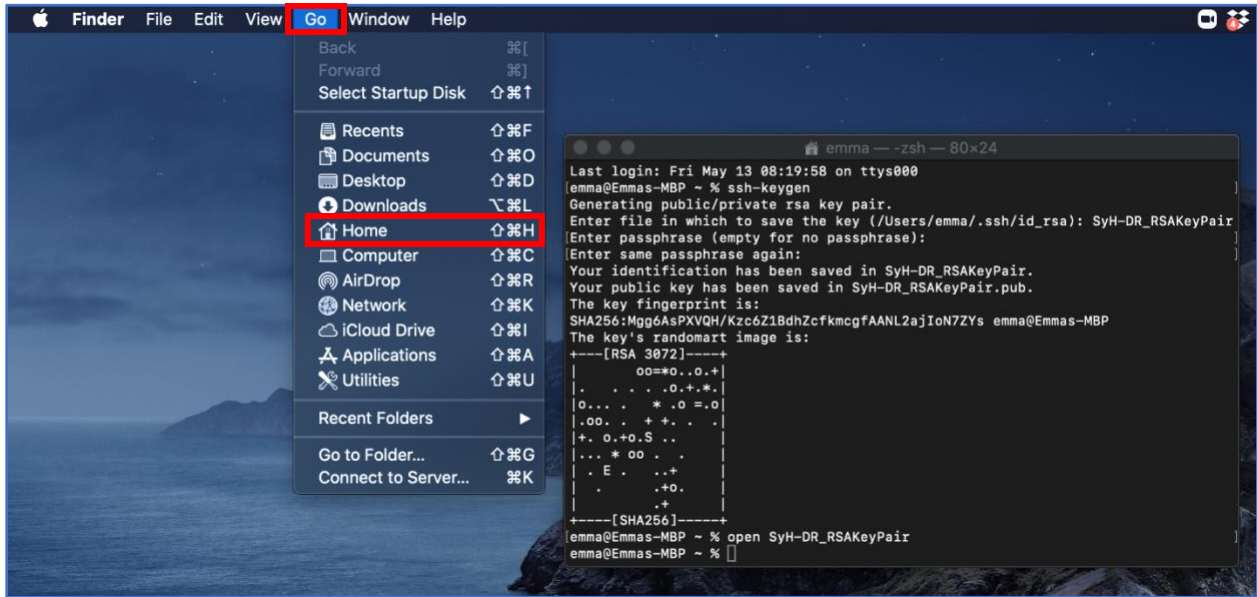 Finder File Edit View Go Window Help
4
Back ⌘[
Forward ⌘]
Select Startup Disk ⇧⌘↑
Recents ⇧⌘F
Documents ⇧⌘O
Desktop ⇧⌘D
Downloads ⌥⌘L
Home ⇧⌘H
Computer ⇧⌘C
AirDrop ⇧⌘R
Network ⇧⌘K
iCloud Drive ⇧⌘I
Applications ⇧⌘A
Utilities ⇧⌘U
Recent Folders ▶
Go to Folder... ⇧⌘G
Connect to Server... ⌘K
emma — -zsh — 80×24
Last login: Fri May 13 08:19:58 on ttys000
[emma@Emmas-MBP ~ % ssh-keygen ]
Generating public/private rsa key pair.
Enter file in which to save the key (/Users/emma/.ssh/id_rsa): SyH-DR_RSAKeyPair
[Enter passphrase (empty for no passphrase): ]
[Enter same passphrase again: ]
Your identification has been saved in SyH-DR_RSAKeyPair.
Your public key has been saved in SyH-DR_RSAKeyPair.pub.
The key fingerprint is:
SHA256:Mgg6AsPXVQH/Kzc6Z1BdhZcfkmcgfAANL2ajIoN7ZYs emma@Emmas-MBP
The key's randomart image is:
+---[RSA 3072]----+
|      oo=*o..o.+|
|.  . . . .o.+.*.|
|o... .  * .o =.o|
|.oo. .  + +. .  .|
|+. o.+o.S ..     |
|... * oo .  .    |
| . E .   ..+     |
|  .      .+o.    |
|         .+      |
+----[SHA256]-----+
[emma@Emmas-MBP ~ % open SyH-DR_RSAKeyPair ]
emma@Emmas-MBP ~ %